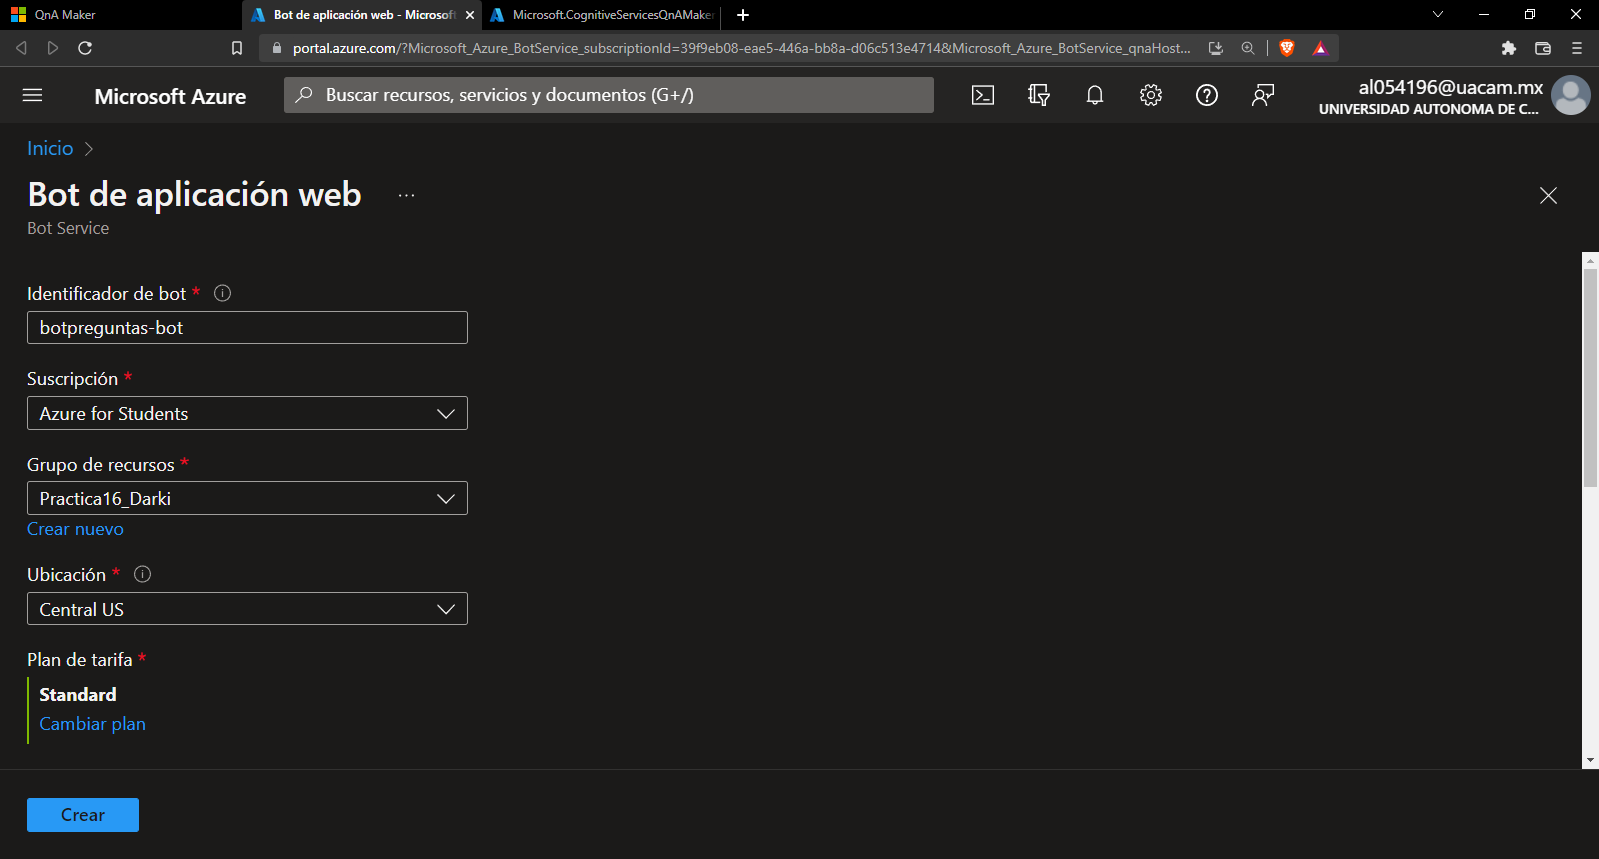 QnA Maker
Bot de aplicación web - Microsoft
Microsoft.CognitiveServicesQnAMaker
portal.azure.com/?Microsoft_Azure_BotService_subscriptionId=39f9eb08-eae5-446a-bb8a-d06c513e4714&Microsoft_Azure_BotService_qnaHost...
Microsoft Azure
Buscar recursos, servicios y documentos (G+/)
al054196@uacam.mx
UNIVERSIDAD AUTONOMA DE C...
Inicio
Bot de aplicación web ...
Bot Service
Identificador de bot *
botpreguntas-bot
Suscripción *
Azure for Students
Grupo de recursos *
Practica16_Darki
Crear nuevo
Ubicación *
Central US
Plan de tarifa *
Standard
Cambiar plan
Crear